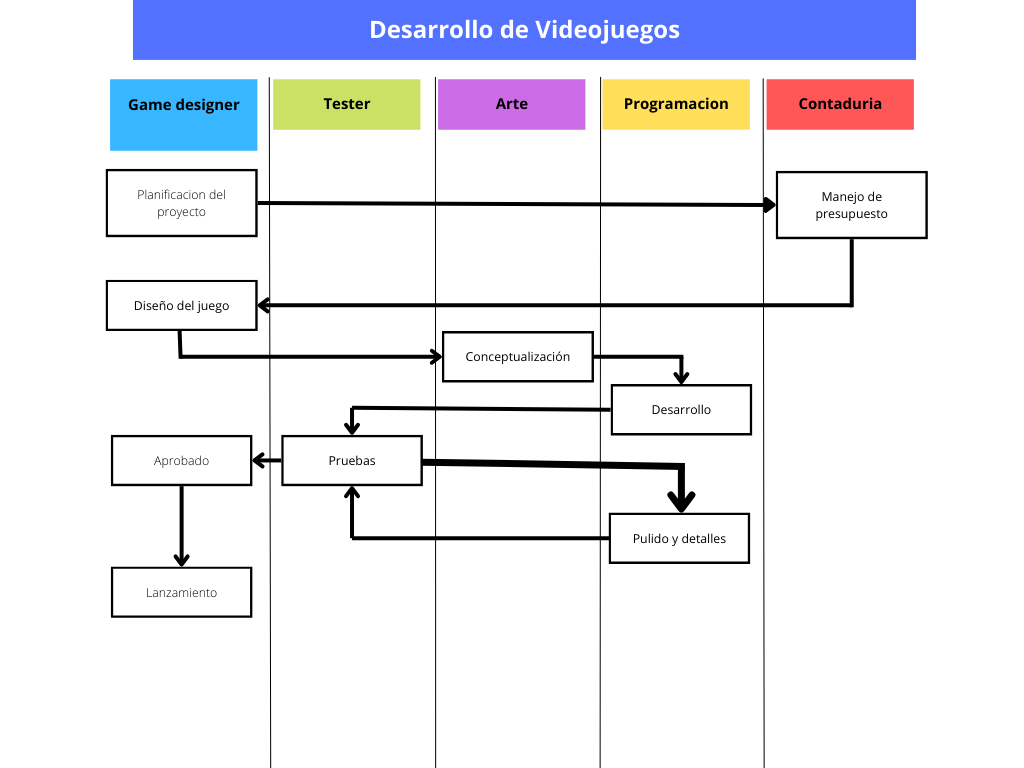 Desarrollo de Videojuegos
Game designer
Tester
Arte
Programacion
Contaduria
Planificacion del
proyecto
Manejo de
presupuesto
Diseño del juego
Conceptualización
Desarrollo
Aprobado
Pruebas
Pulido y detalles
Lanzamiento